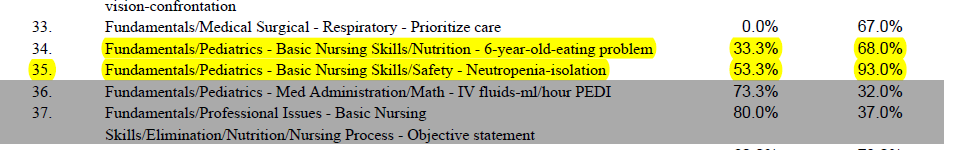 vision-confrontation
33. Fundamentals/Medical Surgical - Respiratory - Prioritize care 0.0% 67.0%
34. Fundamentals/Pediatrics - Basic Nursing Skills/Nutrition - 6-year-old-eating problem 33.3% 68.0%
35. Fundamentals/Pediatrics - Basic Nursing Skills/Safety - Neutropenia-isolation 53.3% 93.0%
36. Fundamentals/Pediatrics - Med Administration/Math - IV fluids-ml/hour PEDI 73.3% 32.0%
37. Fundamentals/Professional Issues - Basic Nursing 80.0% 37.0%
Skills/Elimination/Nutrition/Nursing Process - Objective statement